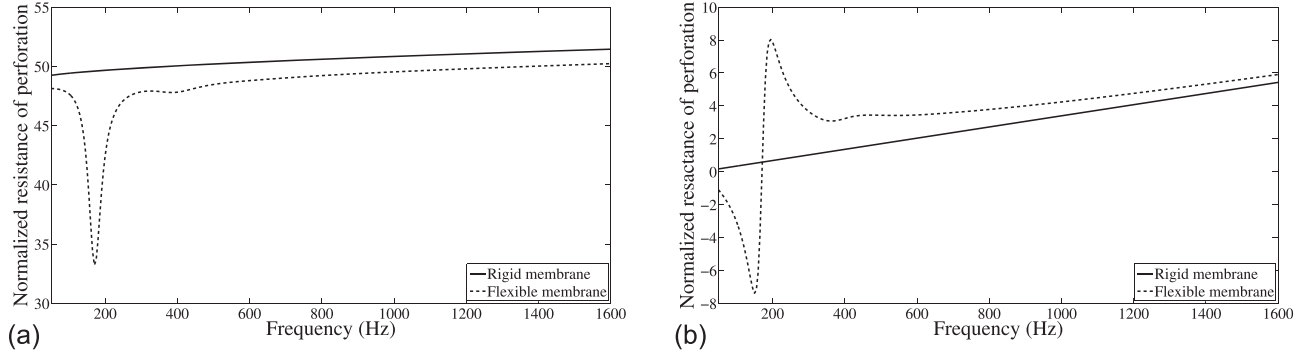 Normalized resistance of perforation
55
50
45
40
35
30
200 400 600 800 1000 1200 1400 1600
Frequency (Hz)
Rigid membrane
Flexible membrane
(a)
Normalized resactance of perforation
10
8
6
4
2
0
−2
−4
−6
−8
200 400 600 800 1000 1200 1400 1600
Frequency (Hz)
Rigid membrane
Flexible membrane
(b)